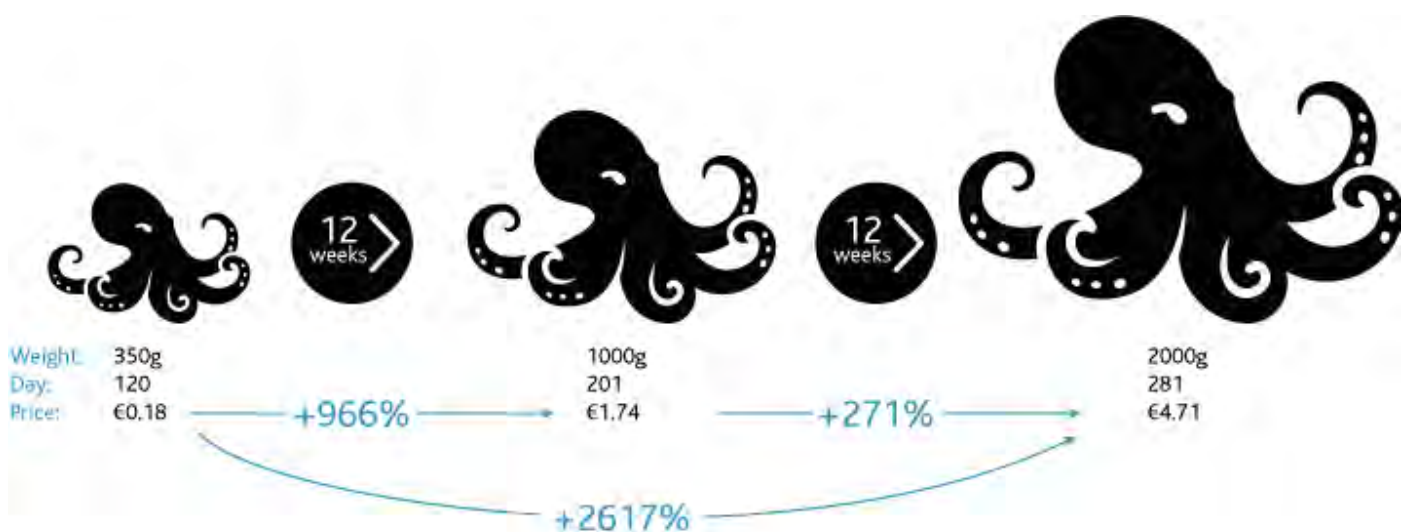 12
weeks
12
weeks
Weight: 350g 1000g 2000g
Day: 120 201 281
Price: €0.18 +966% €1.74 +271% €4.71
+2617%